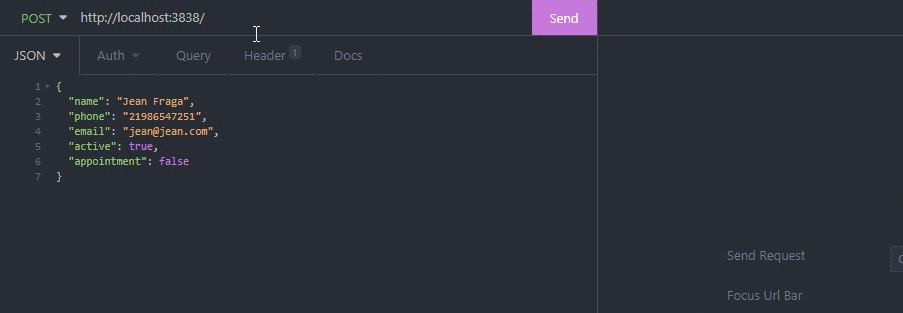 POST http://localhost:3838/ Send
JSON Auth Query Header 1 Docs
1 {
2 "name": "Jean Fraga",
3 "phone": "21986547251",
4 "email": "jean@jean.com",
5 "active": true,
6 "appointment": false
7 }
Send Request
Focus Url Bar